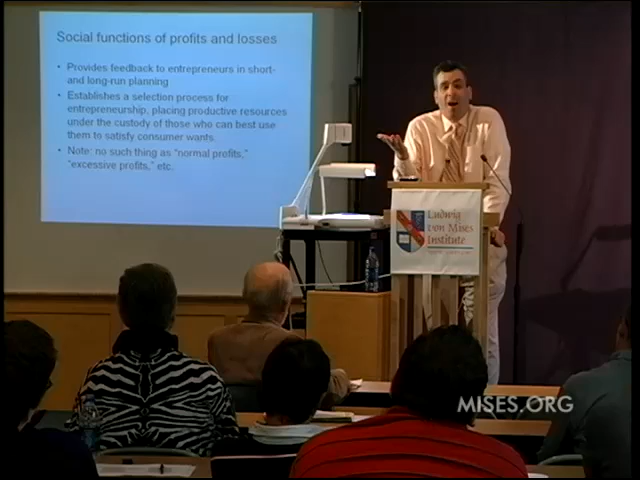 Social functions of profits and losses
• Provides feedback to entrepreneurs in short-
and long-run planning
• Establishes a selection process for
entrepreneurship, placing productive resources
under the custody of those who can best use
them to satisfy consumer wants.
• Note: no such thing as “normal profits,”
“excessive profits,” etc.
Ludwig
von Mises
Institute
MISES.ORG